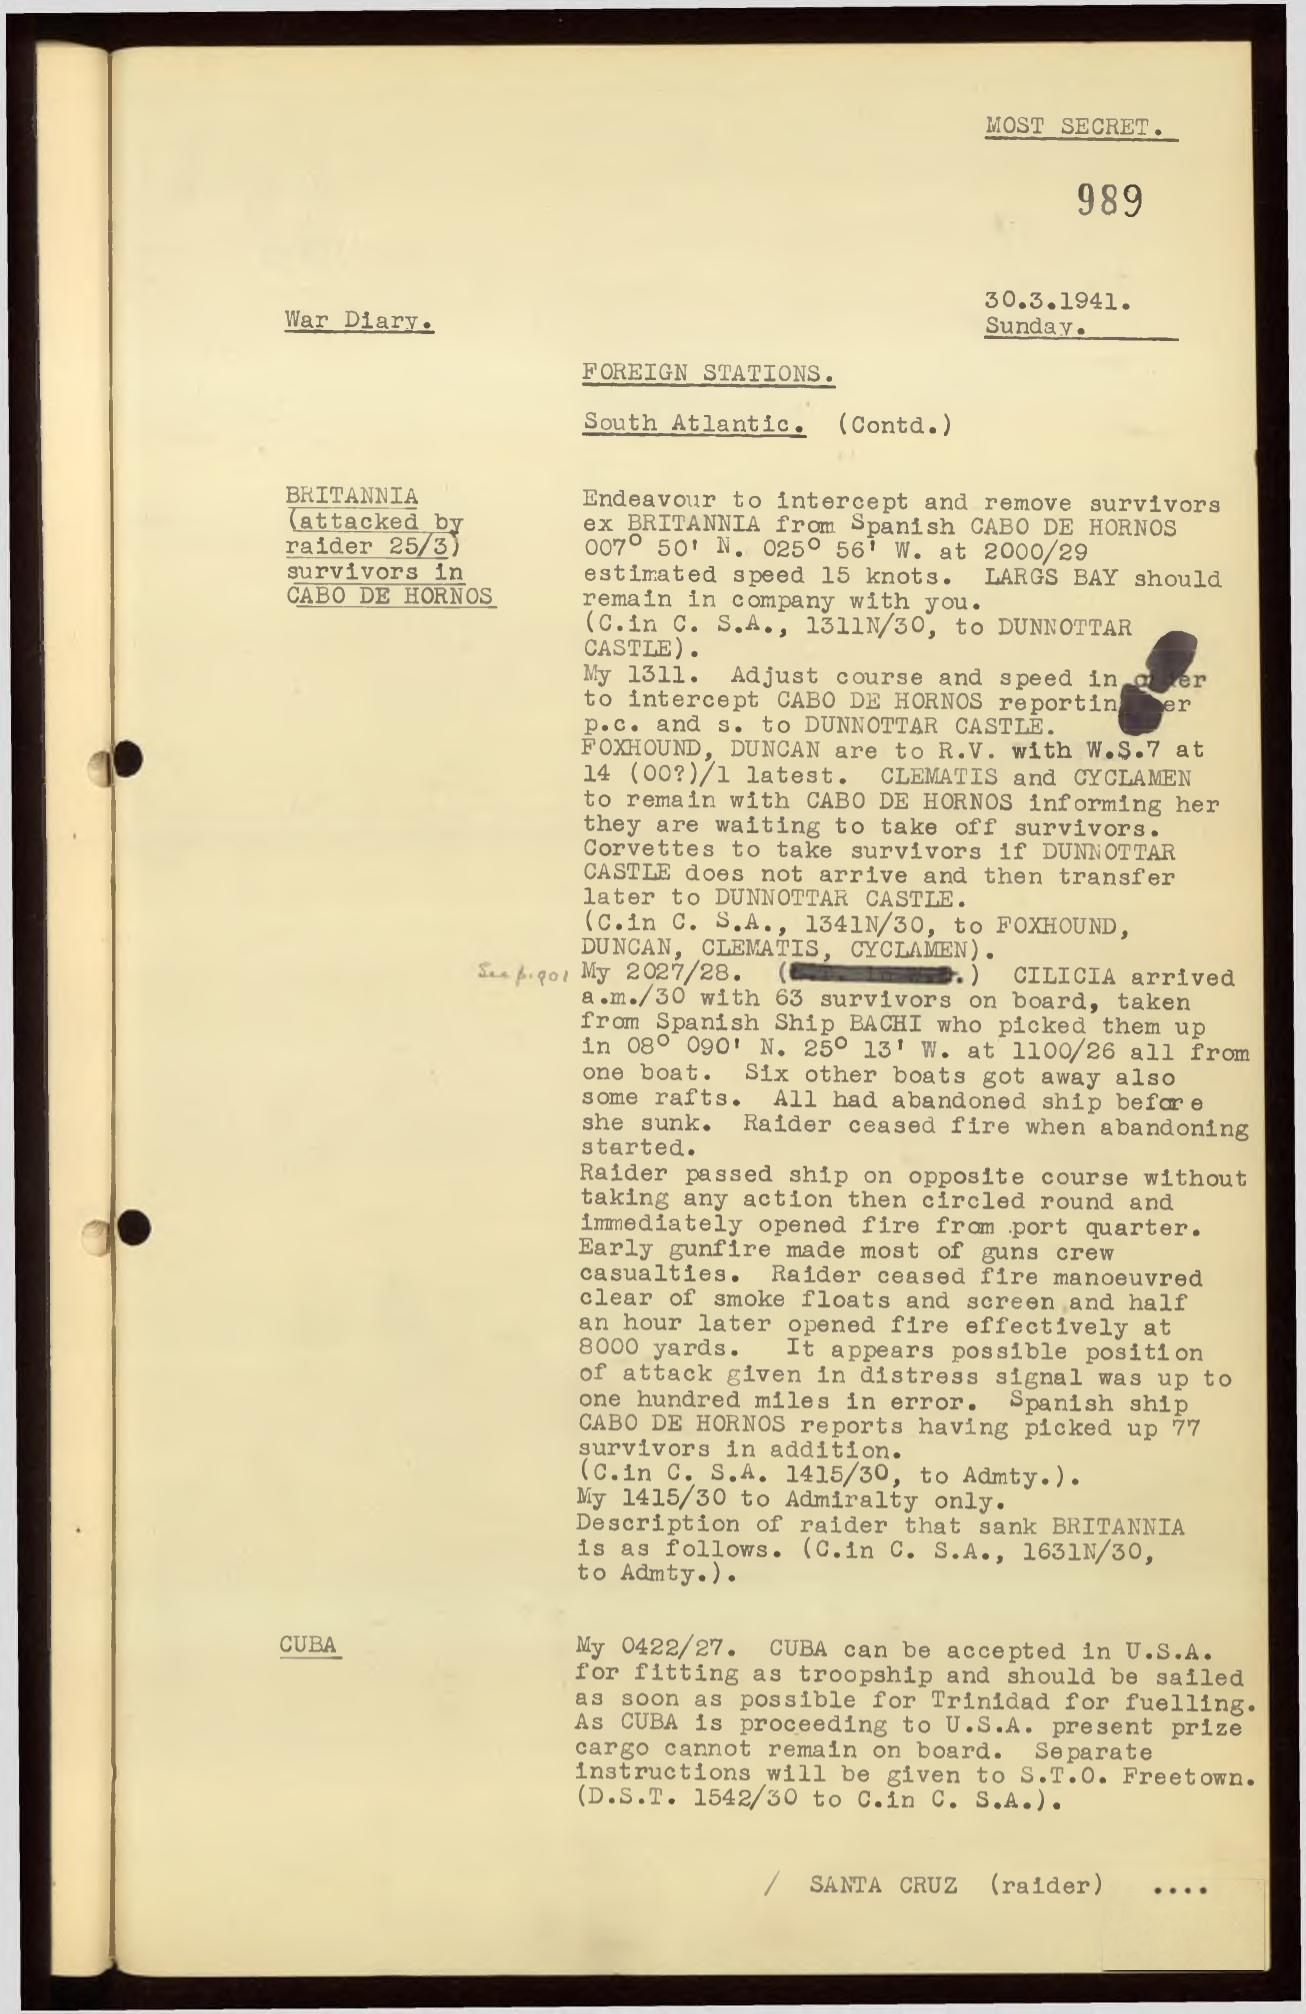 MOST SECRET.
989
30.3.1941.
War Diary.
Sunday.
FOREIGN STATIONS.
South Atlantic. (Contd.)
BRITANNIA
(attacked by
raider 25/3)
survivors in
CABO DE HORNOS
Endeavour to intercept and remove survivors
ex BRITANNIA from Spanish CABO DE HORNOS
007° 50' N. 025° 56' W. at 2000/29
estimated speed 15 knots. LARGS BAY should
remain in company with you.
(C.in C. S.A., 1311N/30, to DUNNOTTAR
CASTLE).
My 1311. Adjust course and speed in
to intercept CABO DE HORNOS
p.c. and s. to DUNNOTTAR CASTLE.
FOXHOUND, DUNCAN are to R.V. with W.S.7 at
14 (00?)/1 latest. CLEMATIS and CYCLAMEN
to remain with CABO DE HORNOS informing her
they are waiting to take off survivors.
Corvettes to take survivors if DUNNOTTAR
CASTLE does not arrive and then transfer
later to DUNNOTTAR CASTLE.
(C.in C. S.A., 1341N/30, to FOXHOUND,
DUNCAN, CLEMATIS, CYCLAMEN).
See p.901 My 2027/28. ( .) CILICIA arrived
a.m./30 with 63 survivors on board, taken
from Spanish Ship BACHI who picked them up
in 08° 090' N. 25° 13' W. at 1100/26 all from
one boat. Six other boats got away also
some rafts. All had abandoned ship before
she sunk. Raider ceased fire when abandoning
started.
Raider passed ship on opposite course without
taking any action then circled round and
immediately opened fire from port quarter.
Early gunfire made most of guns crew
casualties. Raider ceased fire manoeuvred
clear of smoke floats and screen and half
an hour later opened fire effectively at
8000 yards. It appears possible position
of attack given in distress signal was up to
one hundred miles in error. Spanish ship
CABO DE HORNOS reports having picked up 77
survivors in addition.
(C.in C. S.A. 1415/30, to Admty.).
My 1415/30 to Admiralty only.
Description of raider that sank BRITANNIA
is as follows. (C.in C. S.A., 1631N/30,
to Admty.).
CUBA
My 0422/27. CUBA can be accepted in U.S.A.
for fitting as troopship and should be sailed
as soon as possible for Trinidad for fuelling.
As CUBA is proceeding to U.S.A. present prize
cargo cannot remain on board. Separate
instructions will be given to S.T.O. Freetown.
(D.S.T. 1542/30 to C.in C. S.A.).
/ SANTA CRUZ (raider) ....